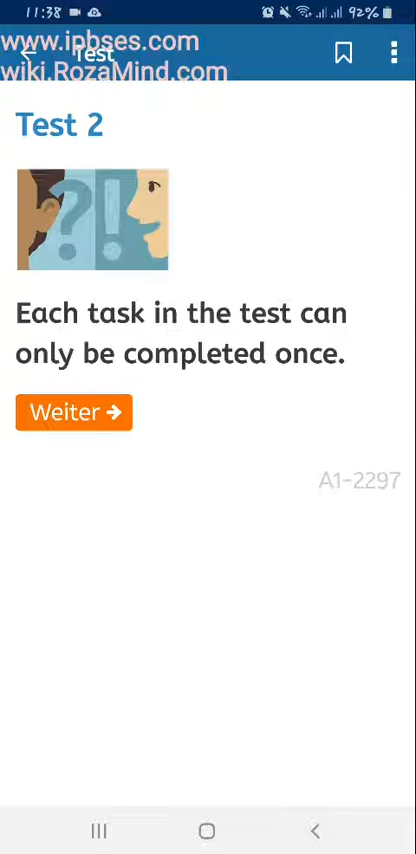 11:38
92%
www.ipbses.com
Test
wiki.RozaMind.com
Test 2
?!
Each task in the test can
only be completed once.
Weiter →
A1-2297